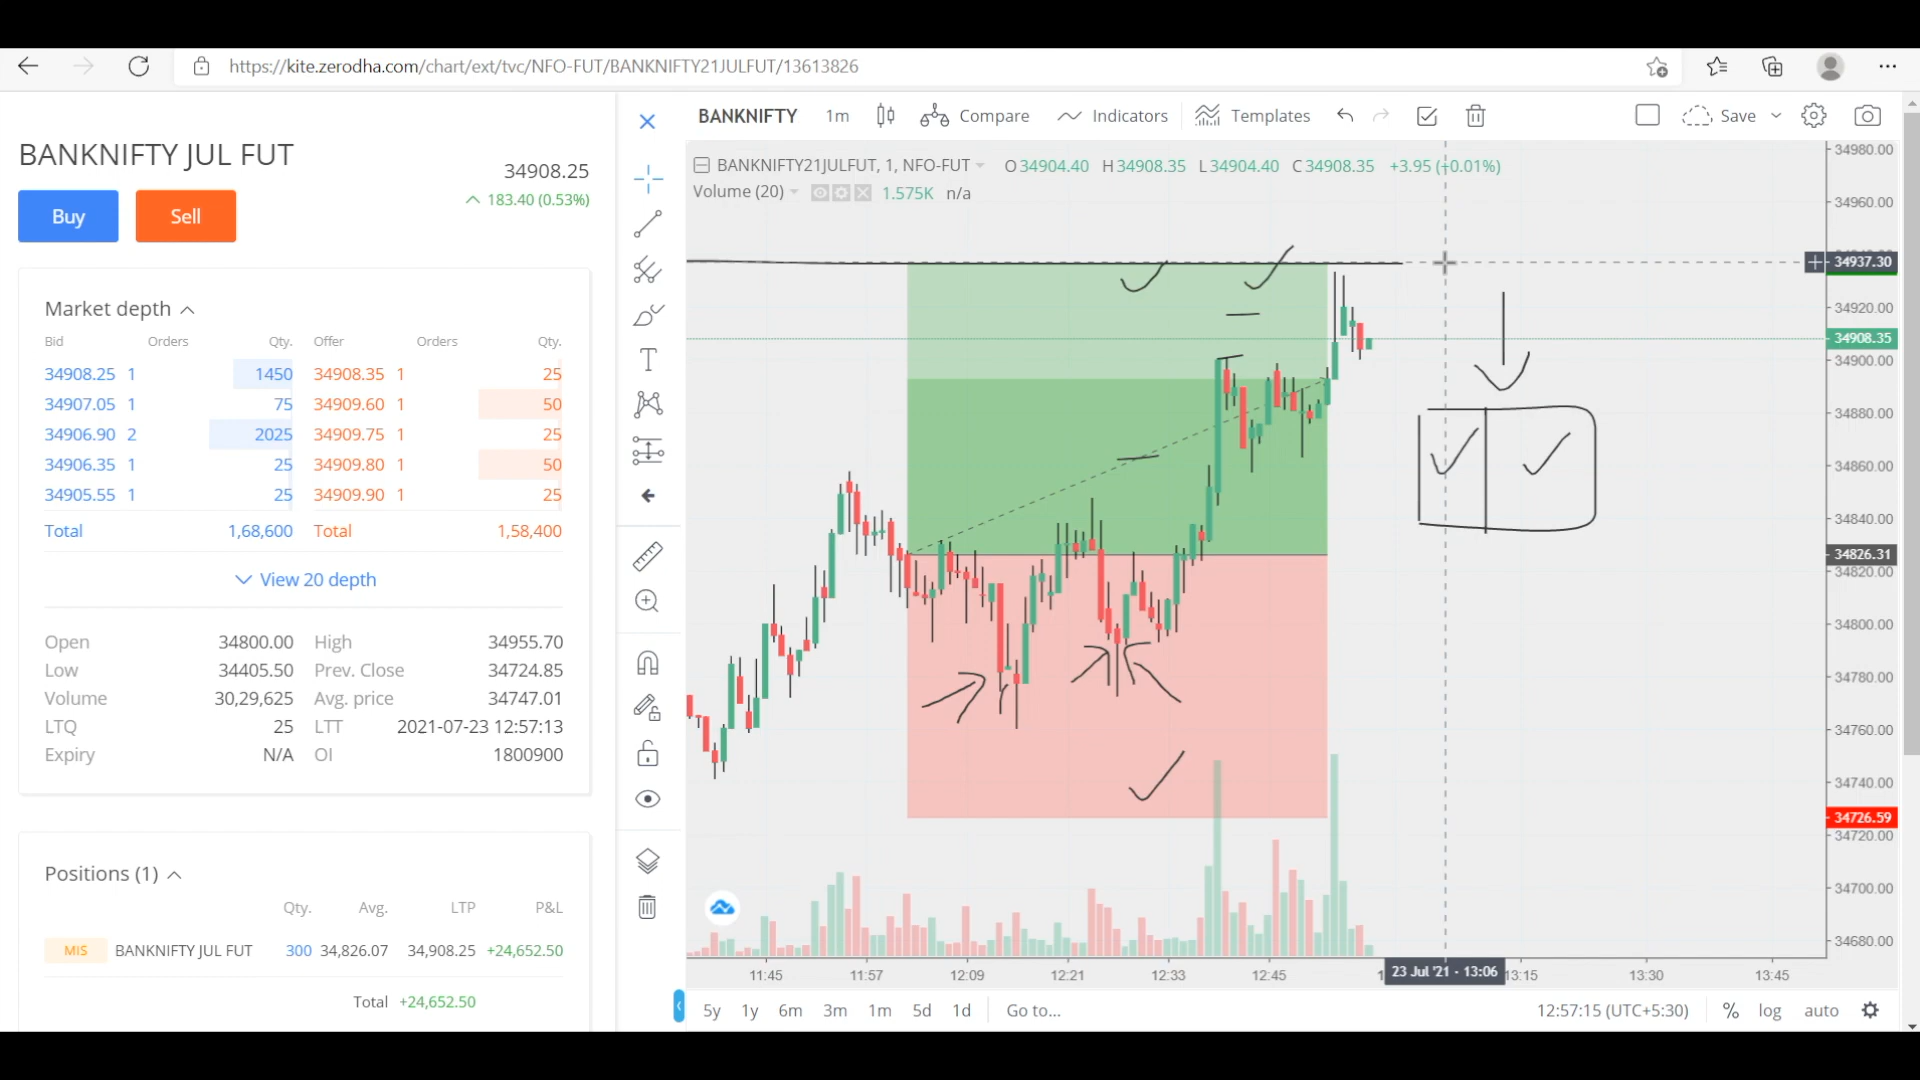 https://kite.zerodha.com/chart/ext/tvc/NFO-FUT/BANKNIFTY21JULFUT/13613826
BANKNIFTY JUL FUT
34908.25
183.40 (0.53%)
Buy Sell
Market depth
Bid Orders Qty. Offer Orders Qty.
34908.25 1 1450 34908.35 1 25
34907.05 1 75 34909.60 1 50
34906.90 2 2025 34909.75 1 25
34906.35 1 25 34909.80 1 50
34905.55 1 25 34909.90 1 25
Total 1,68,600 Total 1,58,400
View 20 depth
Open 34800.00 High 34955.70
Low 34405.50 Prev. Close 34724.85
Volume 30,29,625 Avg. price 34747.01
LTQ 25 LTT 2021-07-23 12:57:13
Expiry N/A OI 1800900
Positions (1)
Qty. Avg. LTP P&L
MIS BANKNIFTY JUL FUT 300 34,826.07 34,908.25 +24,652.50
Total +24,652.50
BANKNIFTY 1m Compare Indicators Templates Save
BANKNIFTY21JULFUT, 1, NFO-FUT O34904.40 H34908.35 L34904.40 C34908.35 +3.95 (+0.01%)
Volume (20) 1.575K n/a
34980.00
34960.00
34937.30
34920.00
34908.35
34900.00
34880.00
34860.00
34840.00
34826.31
34820.00
34800.00
34780.00
34760.00
34740.00
34726.59
34720.00
34700.00
34680.00
11:45 11:57 12:09 12:21 12:33 12:45 23 Jul '21 · 13:06 13:15 13:30 13:45
5y 1y 6m 3m 1m 5d 1d Go to... 12:57:15 (UTC+5:30) % log auto